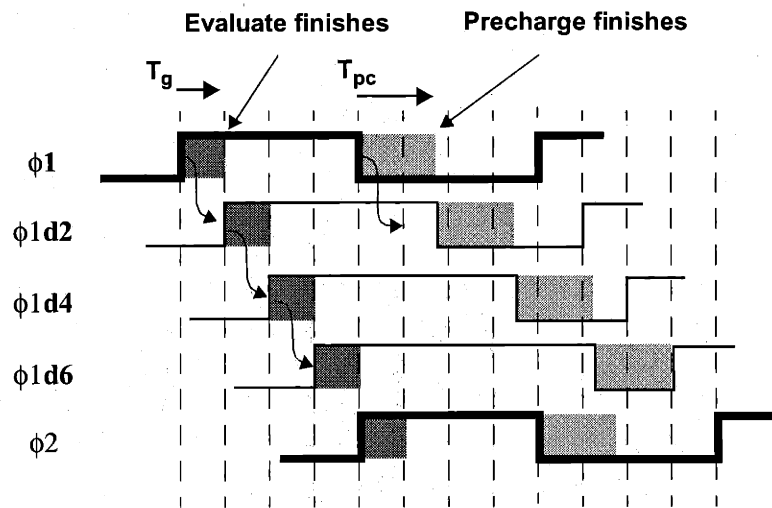 Evaluate finishes
Precharge finishes
Tg
Tpc
ϕ1
ϕ1d2
ϕ1d4
ϕ1d6
ϕ2